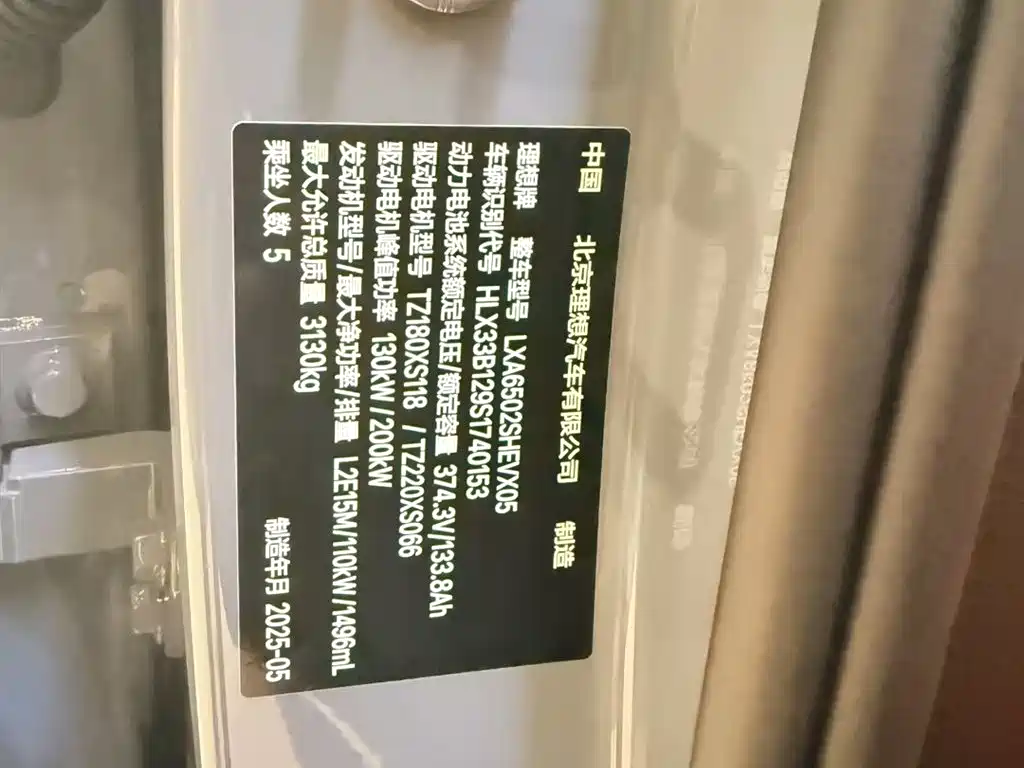 中国 北京理想汽车有限公司 制造
理想牌 整车型号 LXA6502SHEVX05
车辆识别代号 HLX33B129S1740153
动力电池系统额定电压/额定容量 374.3V/133.8Ah
驱动电机型号 TZ180XS118 /TZ220XS066
驱动电机峰值功率 130kW/200kW
发动机型号/最大净功率/排量 L2E15M/110kW/1496mL
最大允许总质量 3130kg
乘坐人数 5 制造年月 2025-05